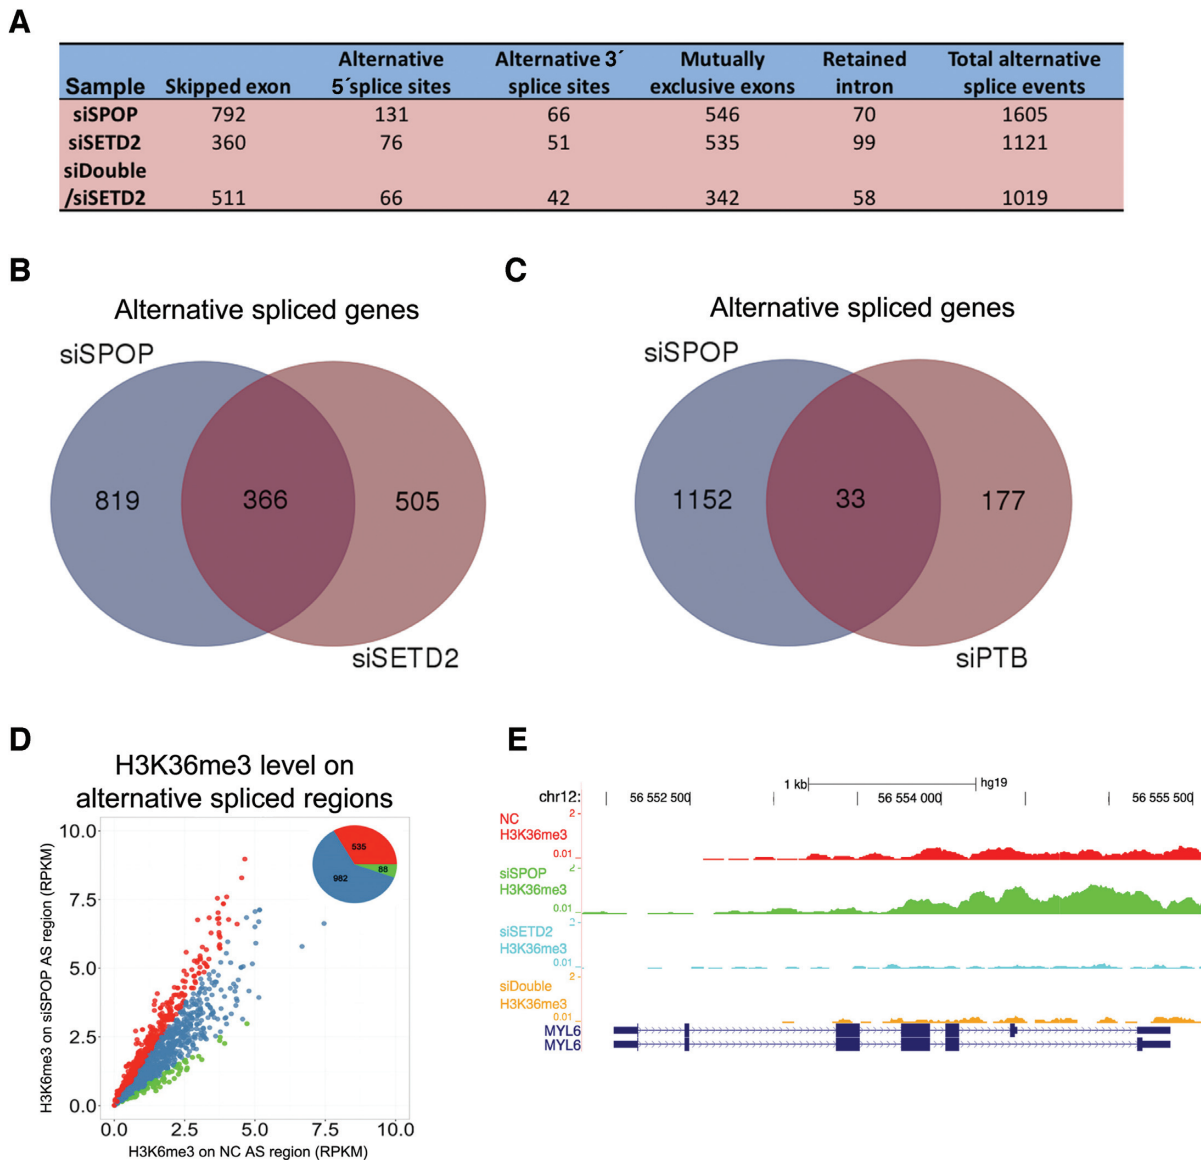 A
Sample Skipped exon Alternative 5´splice sites Alternative 3´ splice sites Mutually exclusive exons Retained intron Total alternative splice events
siSPOP 792 131 66 546 70 1605
siSETD2 360 76 51 535 99 1121
siDouble
/siSETD2 511 66 42 342 58 1019
B
Alternative spliced genes
siSPOP
819 366 505
siSETD2
C
Alternative spliced genes
siSPOP
1152 33 177
siPTB
D
H3K36me3 level on
alternative spliced regions
H3K6me3 on siSPOP AS region (RPKM)
10.0
7.5
5.0
2.5
0.0
535
88
982
0.0 2.5 5.0 7.5 10.0
H3K6me3 on NC AS region (RPKM)
E
1 kb hg19
chr12: 56 552 500 56 554 000 56 555 500
NC
H3K36me3
2
0.01
siSPOP
H3K36me3
2
0.01
siSETD2
H3K36me3
2
0.01
siDouble
H3K36me3
2
0.01
MYL6
MYL6